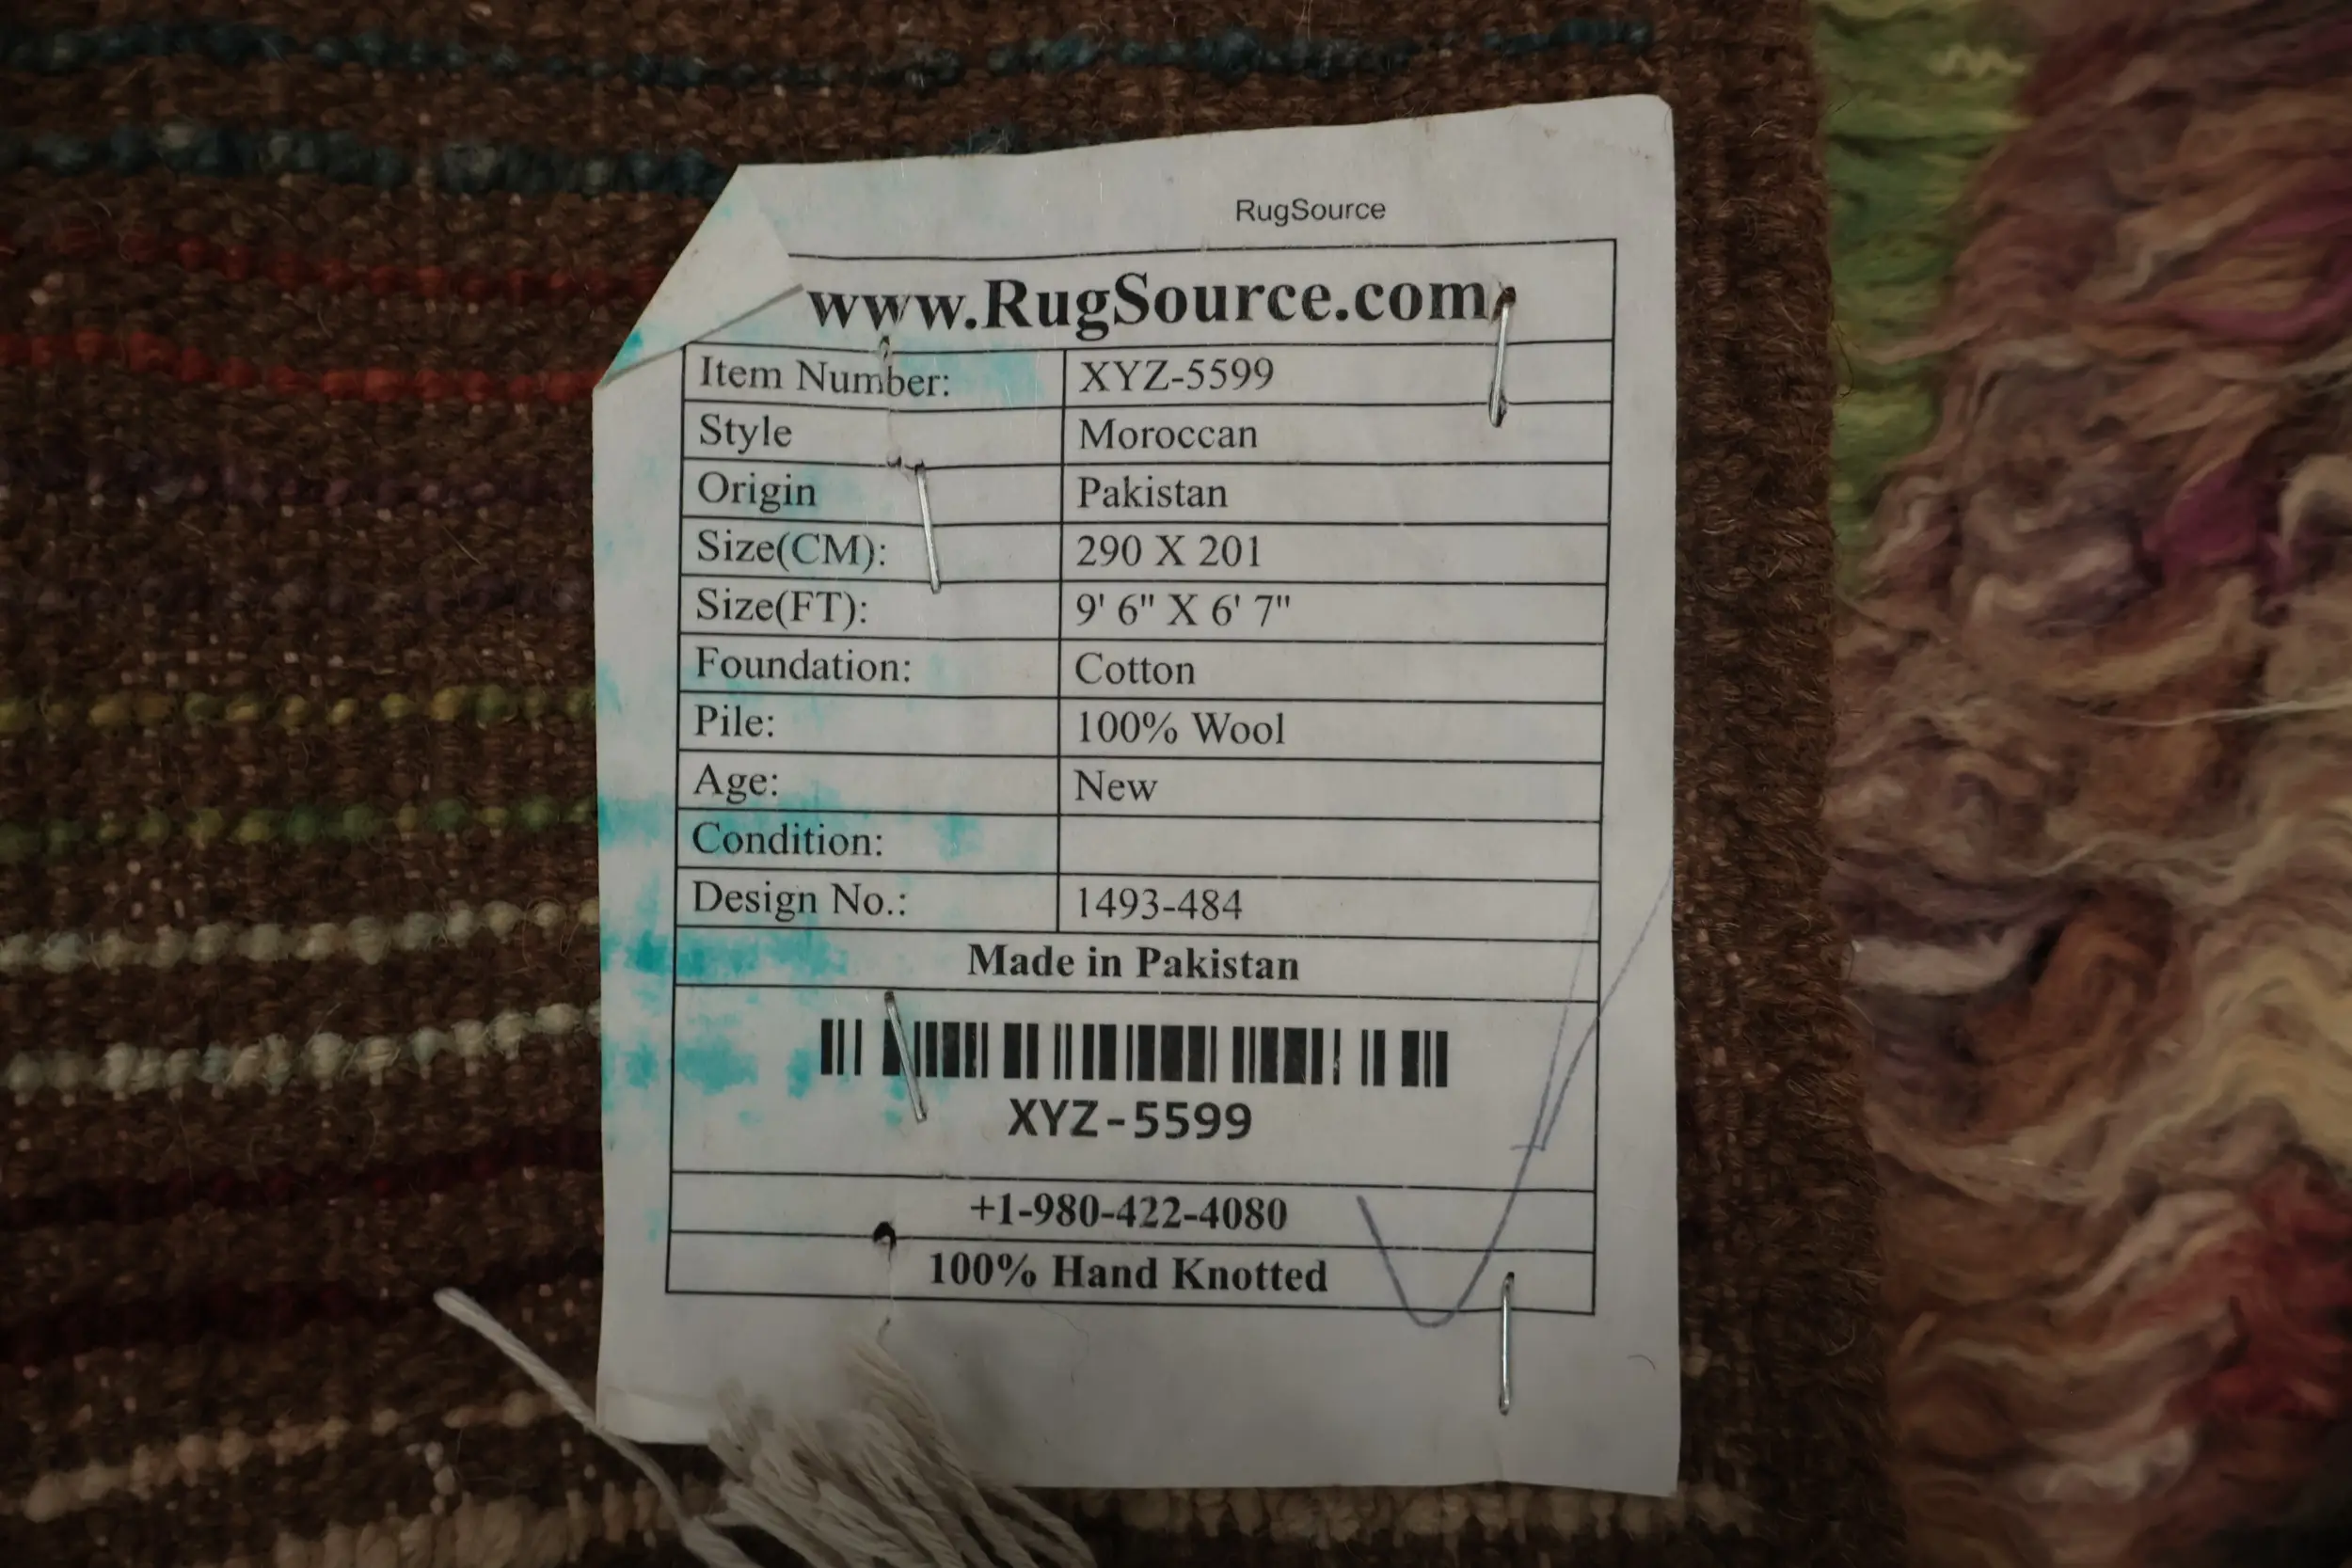 RugSource
www.RugSource.com
Item Number: XYZ-5599
Style Moroccan
Origin Pakistan
Size(CM): 290 X 201
Size(FT): 9' 6" X 6' 7"
Foundation: Cotton
Pile: 100% Wool
Age: New
Condition:
Design No.: 1493-484
Made in Pakistan
XYZ-5599
+1-980-422-4080
100% Hand Knotted